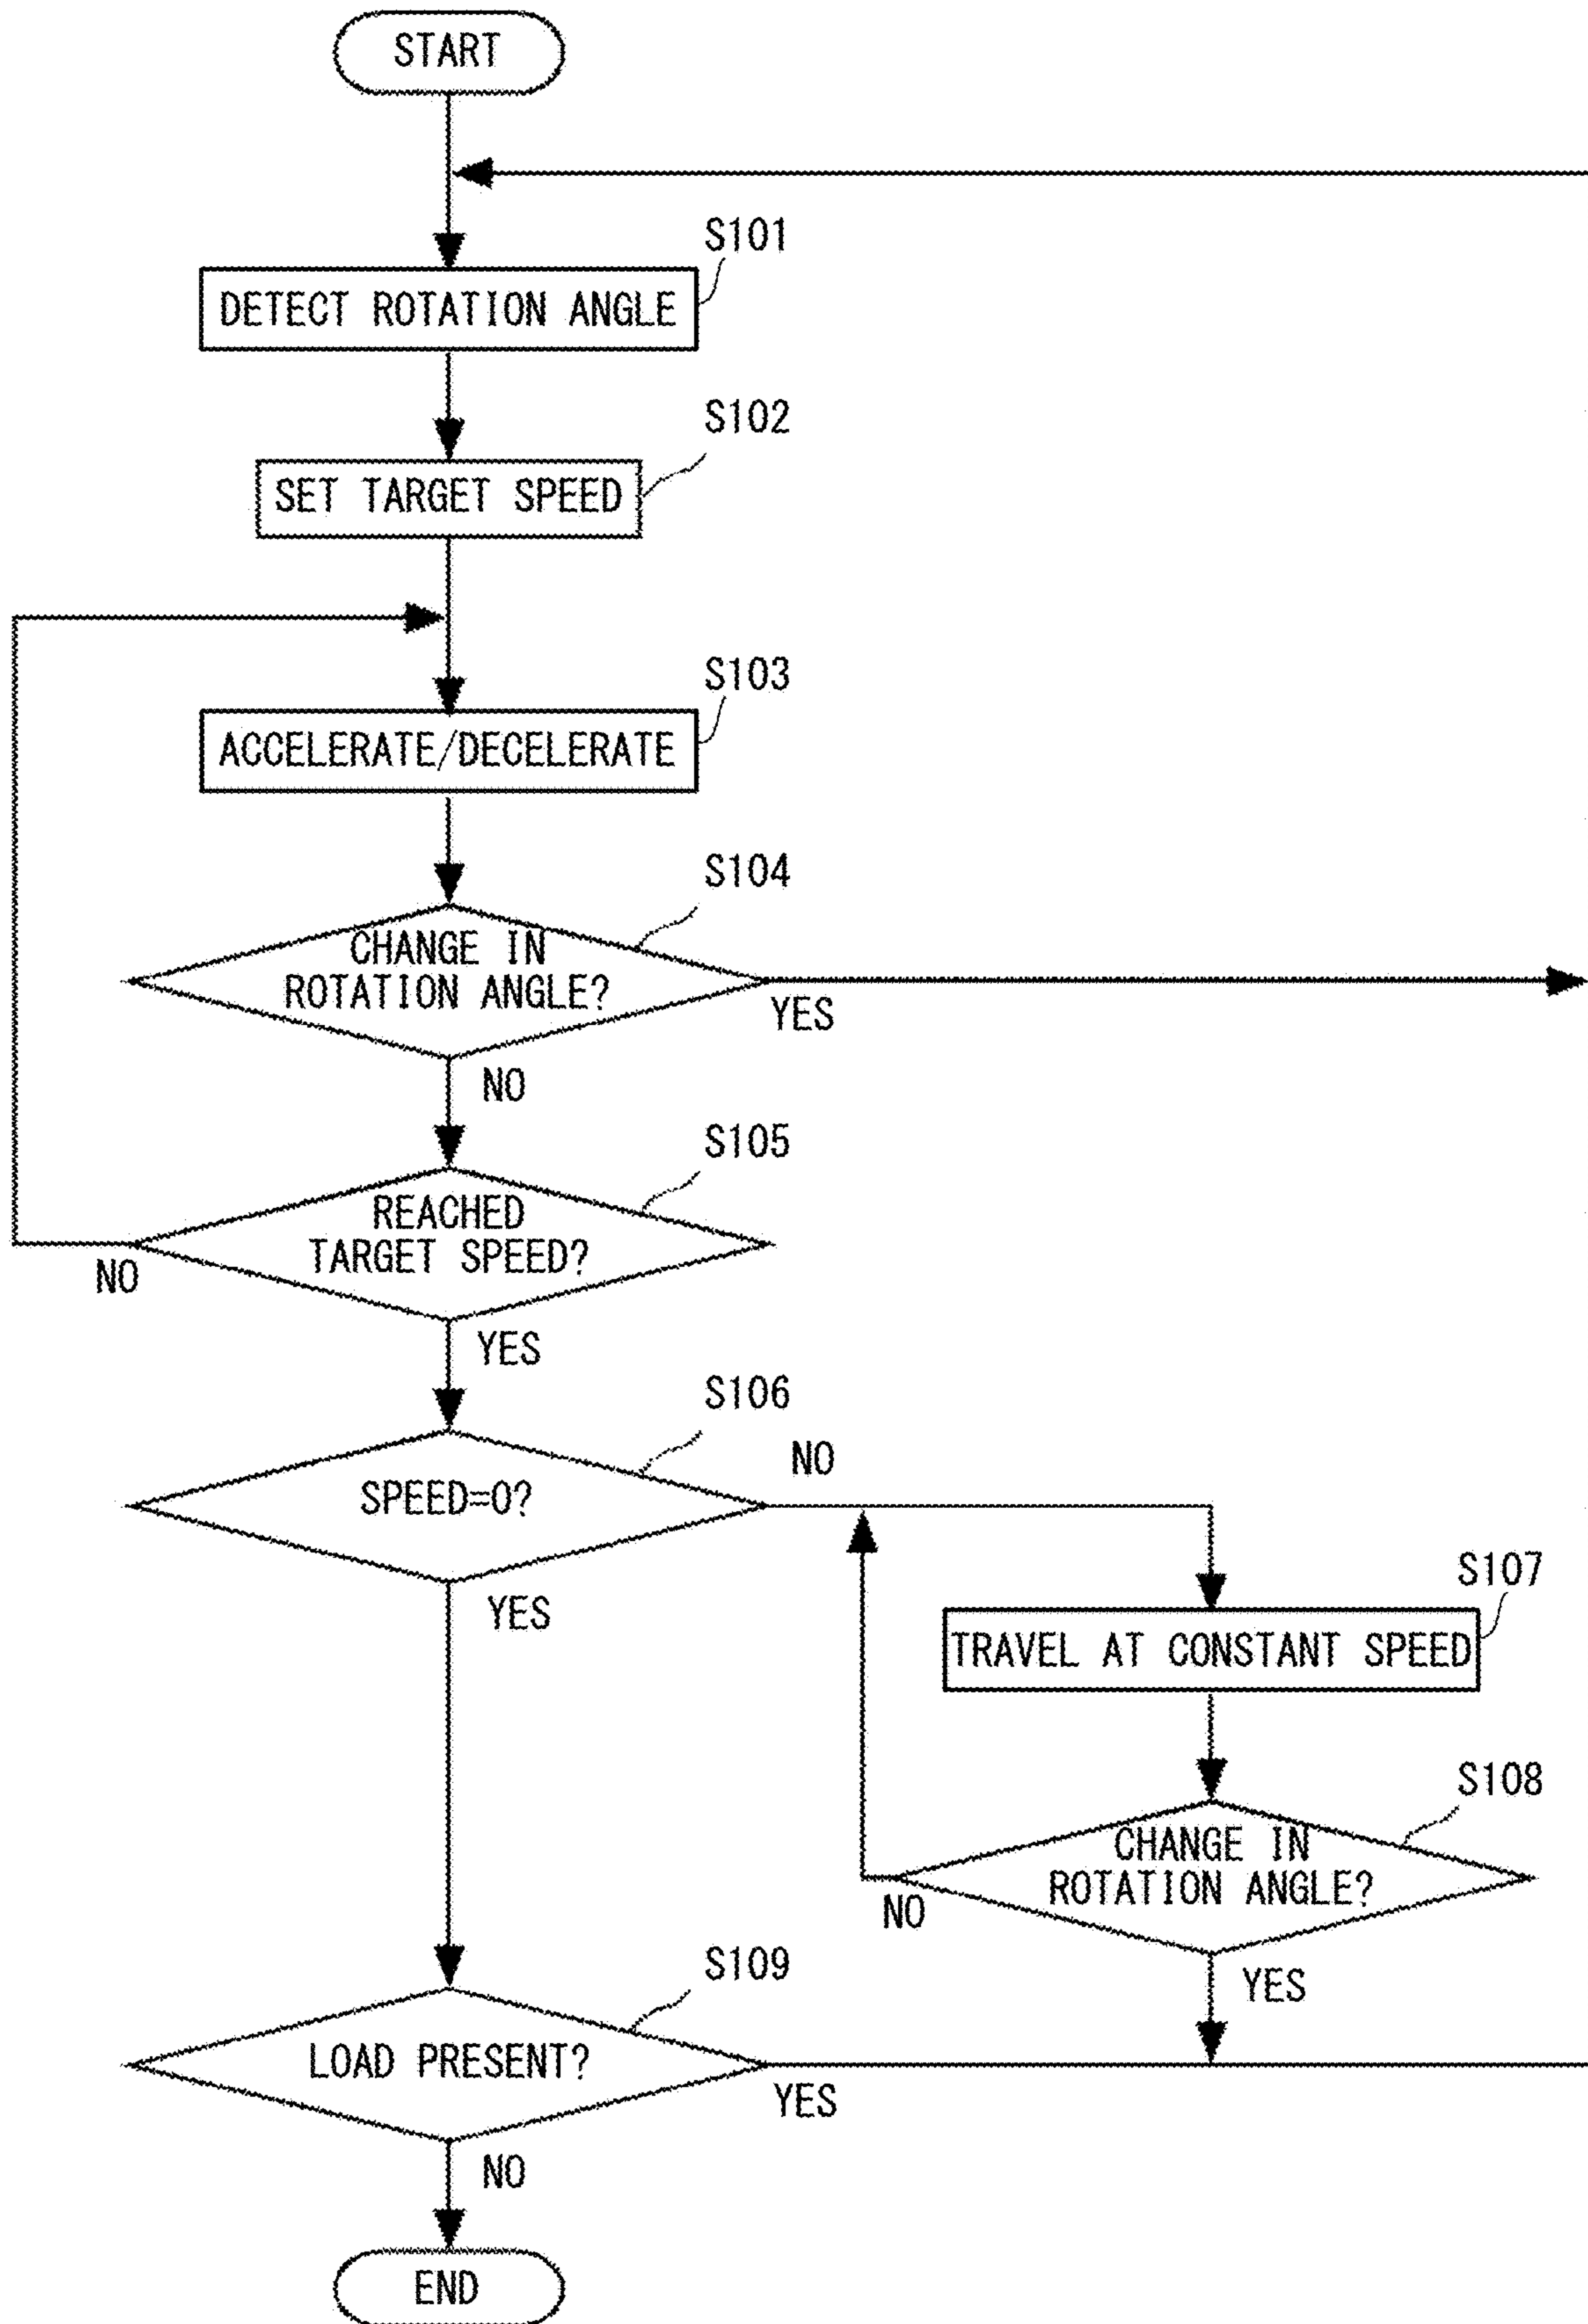 START
S101
DETECT ROTATION ANGLE
S102
SET TARGET SPEED
S103
ACCELERATE/DECELERATE
S104
CHANGE IN
ROTATION ANGLE?
YES
NO
S105
REACHED
TARGET SPEED?
NO
YES
S106
NO
SPEED=0?
YES
S107
TRAVEL AT CONSTANT SPEED
S108
CHANGE IN
ROTATION ANGLE?
NO
YES
S109
LOAD PRESENT?
YES
NO
END